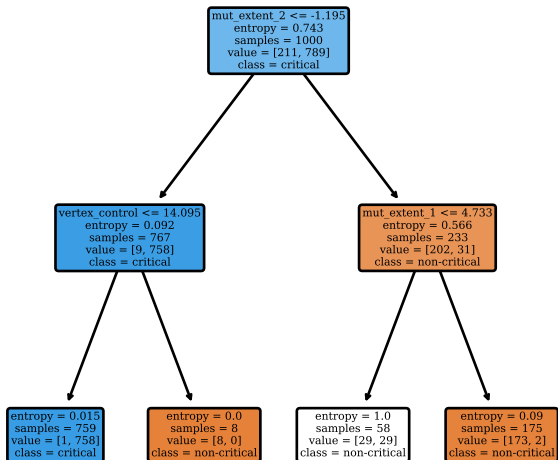 mut_extent_2 <= -1.195
entropy = 0.743
samples = 1000
value = [211, 789]
class = critical
vertex_control <= 14.095
entropy = 0.092
samples = 767
value = [9, 758]
class = critical
mut_extent_1 <= 4.733
entropy = 0.566
samples = 233
value = [202, 31]
class = non-critical
entropy = 0.015
samples = 759
value = [1, 758]
class = critical
entropy = 0.0
samples = 8
value = [8, 0]
class = non-critical
entropy = 1.0
samples = 58
value = [29, 29]
class = non-critical
entropy = 0.09
samples = 175
value = [173, 2]
class = non-critical